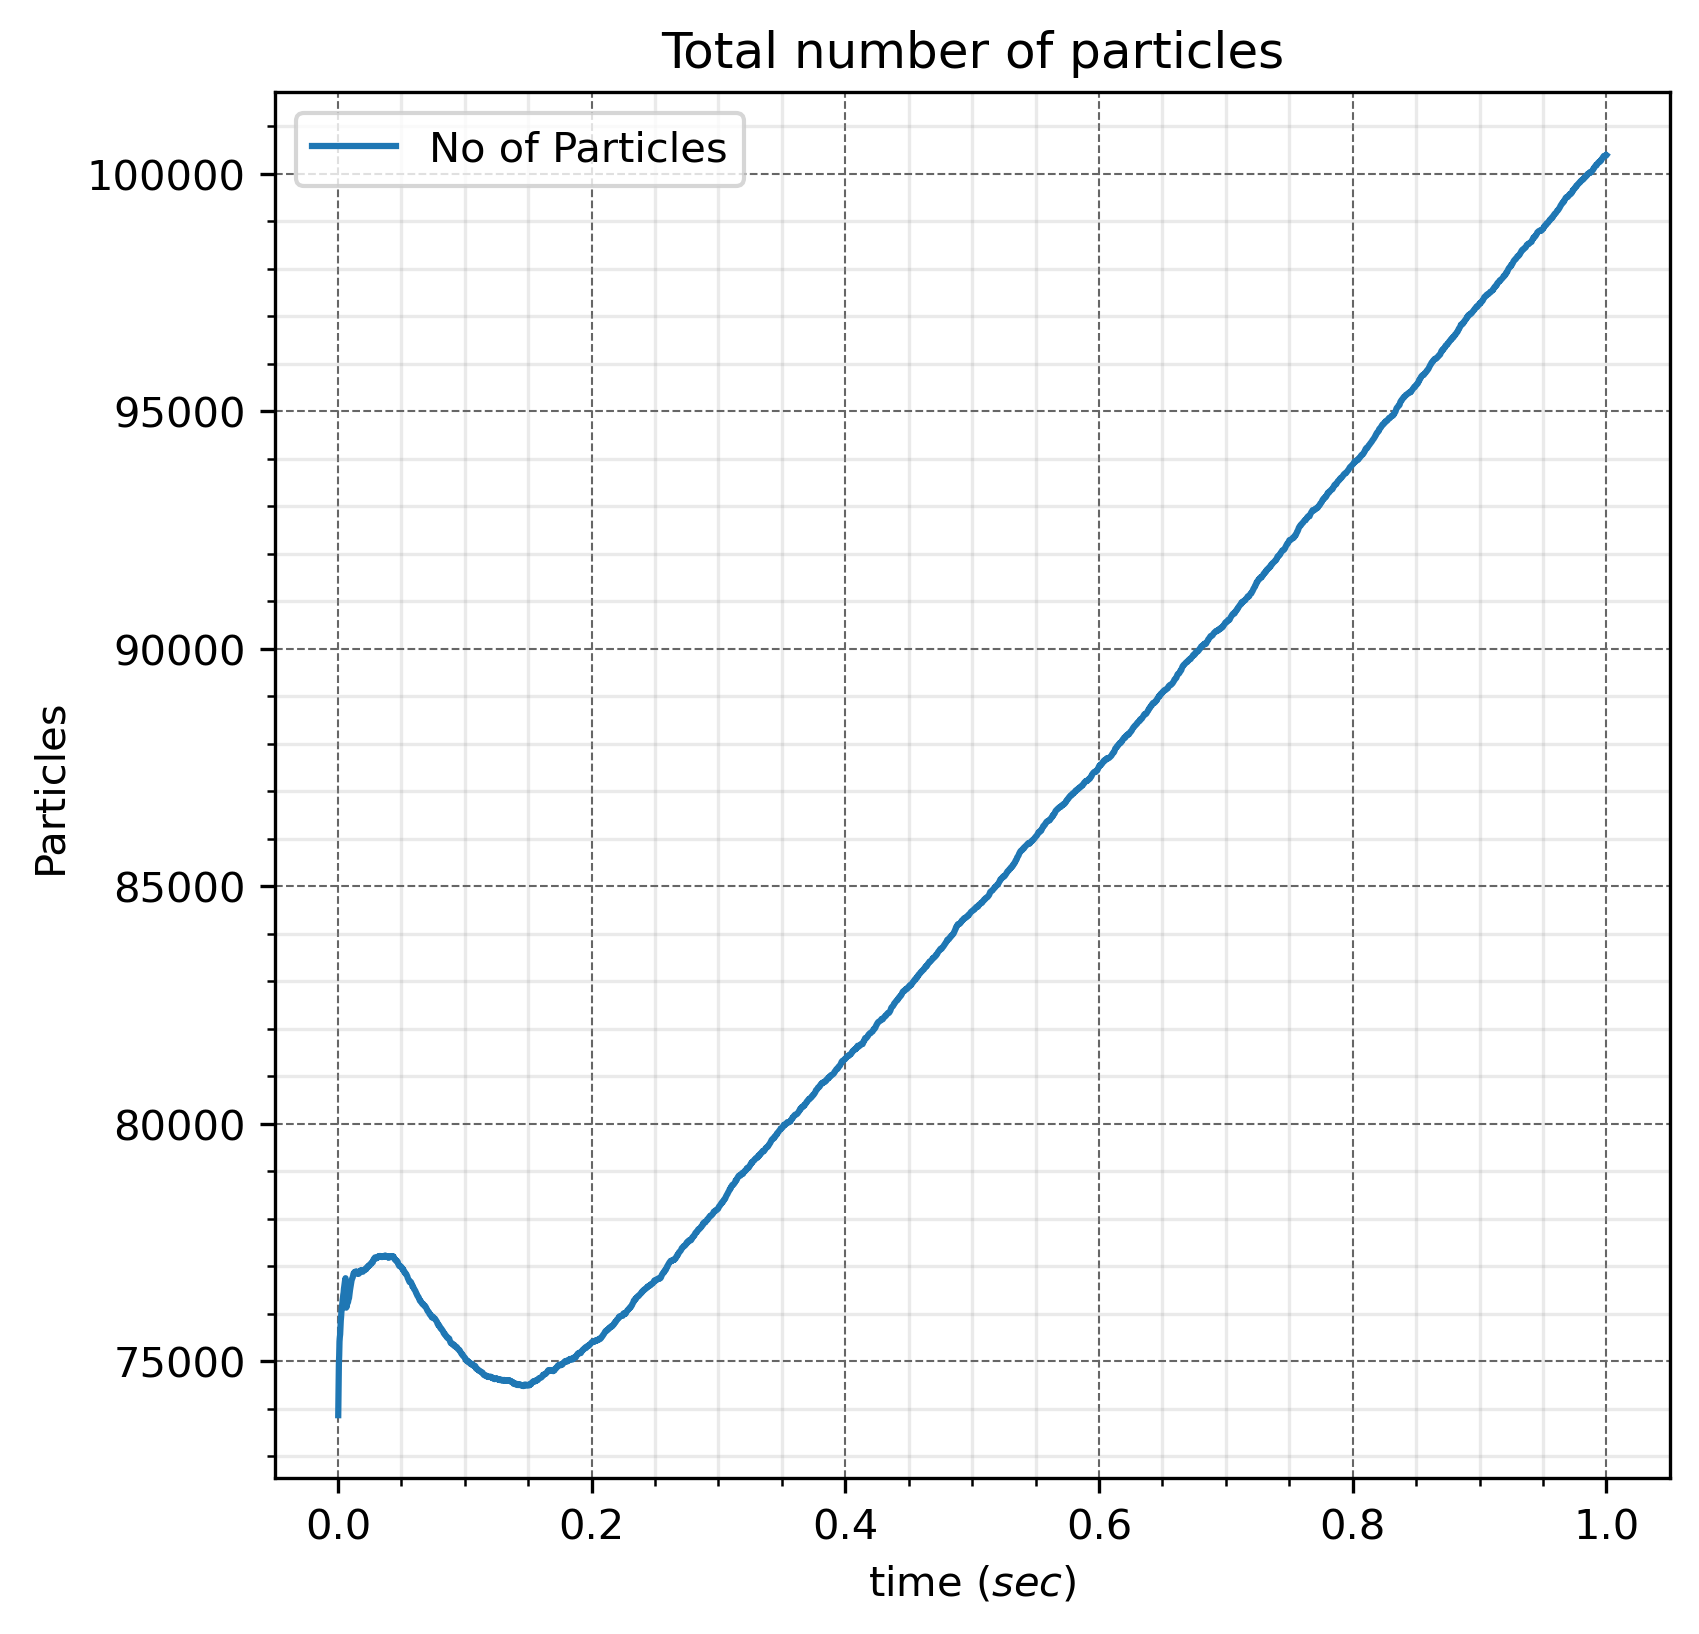 Total number of particles
No of Particles
100000
95000
90000
85000
80000
75000
Particles
0.0 0.2 0.4 0.6 0.8 1.0
time (sec)